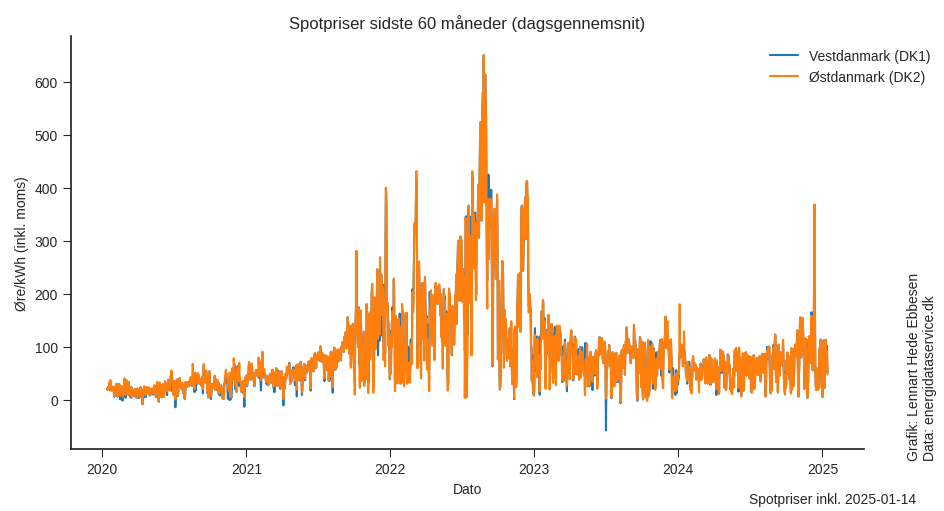 Spotpriser sidste 60 måneder (dagsgennemsnit)
Vestdanmark (DK1)
Østdanmark (DK2)
Øre/kWh (inkl. moms)
600
500
400
300
200
100
0
2020
2021
2022
2023
2024
2025
Dato
Grafik: Lennart Hede Ebbesen
Data: energidataservice.dk
Spotpriser inkl. 2025-01-14